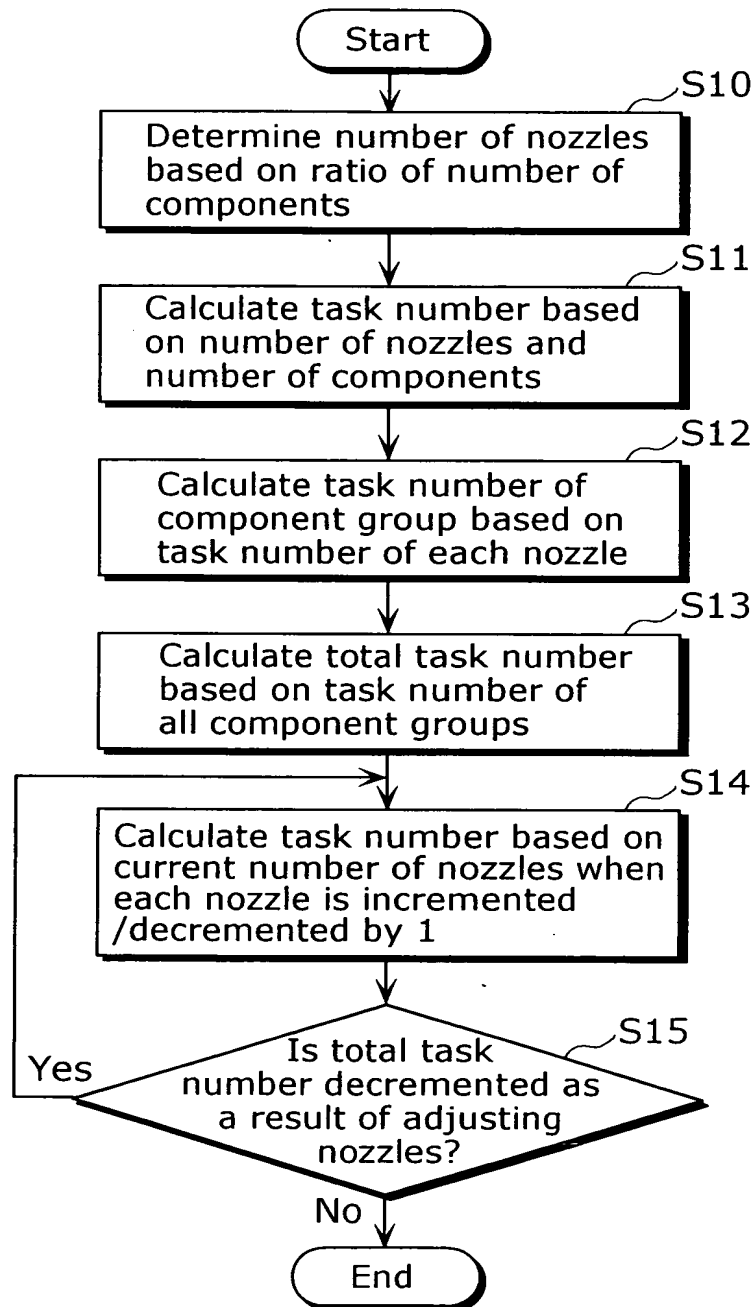 Start
S10
Determine number of nozzles
based on ratio of number of
components
S11
Calculate task number based
on number of nozzles and
number of components
S12
Calculate task number of
component group based on
task number of each nozzle
S13
Calculate total task number
based on task number of
all component groups
S14
Calculate task number based on
current number of nozzles when
each nozzle is incremented
/decremented by 1
S15
Is total task
number decremented as
a result of adjusting
nozzles?
Yes
No
End